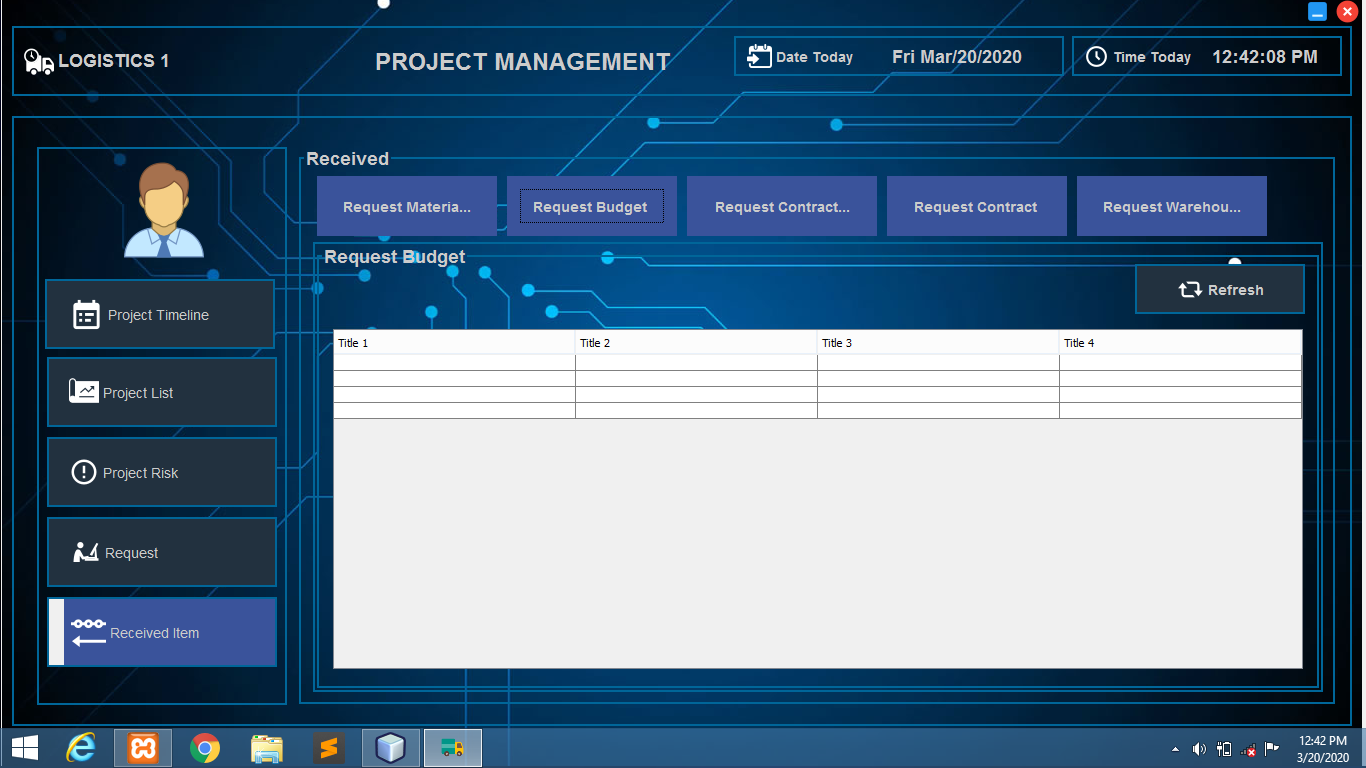 LOGISTICS 1
PROJECT MANAGEMENT
Date Today
Fri Mar/20/2020
Time Today
12:42:08 PM
Received
Request Materia...
Request Budget
Request Contract...
Request Contract
Request Warehou...
Request Budget
Refresh
Project Timeline
Project List
Project Risk
Request
Received Item
Title 1
Title 2
Title 3
Title 4
12:42 PM
3/20/2020